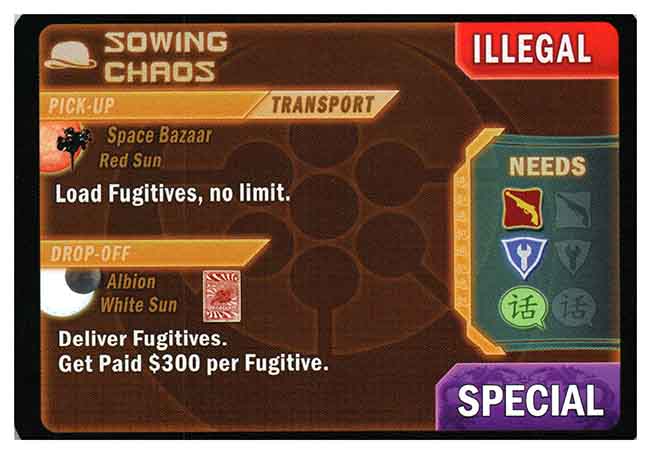 SOWING
CHAOS
ILLEGAL
PICK-UP
TRANSPORT
Space Bazaar
Red Sun
Load Fugitives, no limit.
NEEDS
话 话
DROP-OFF
Albion
White Sun
Deliver Fugitives.
Get Paid $300 per Fugitive.
SPECIAL